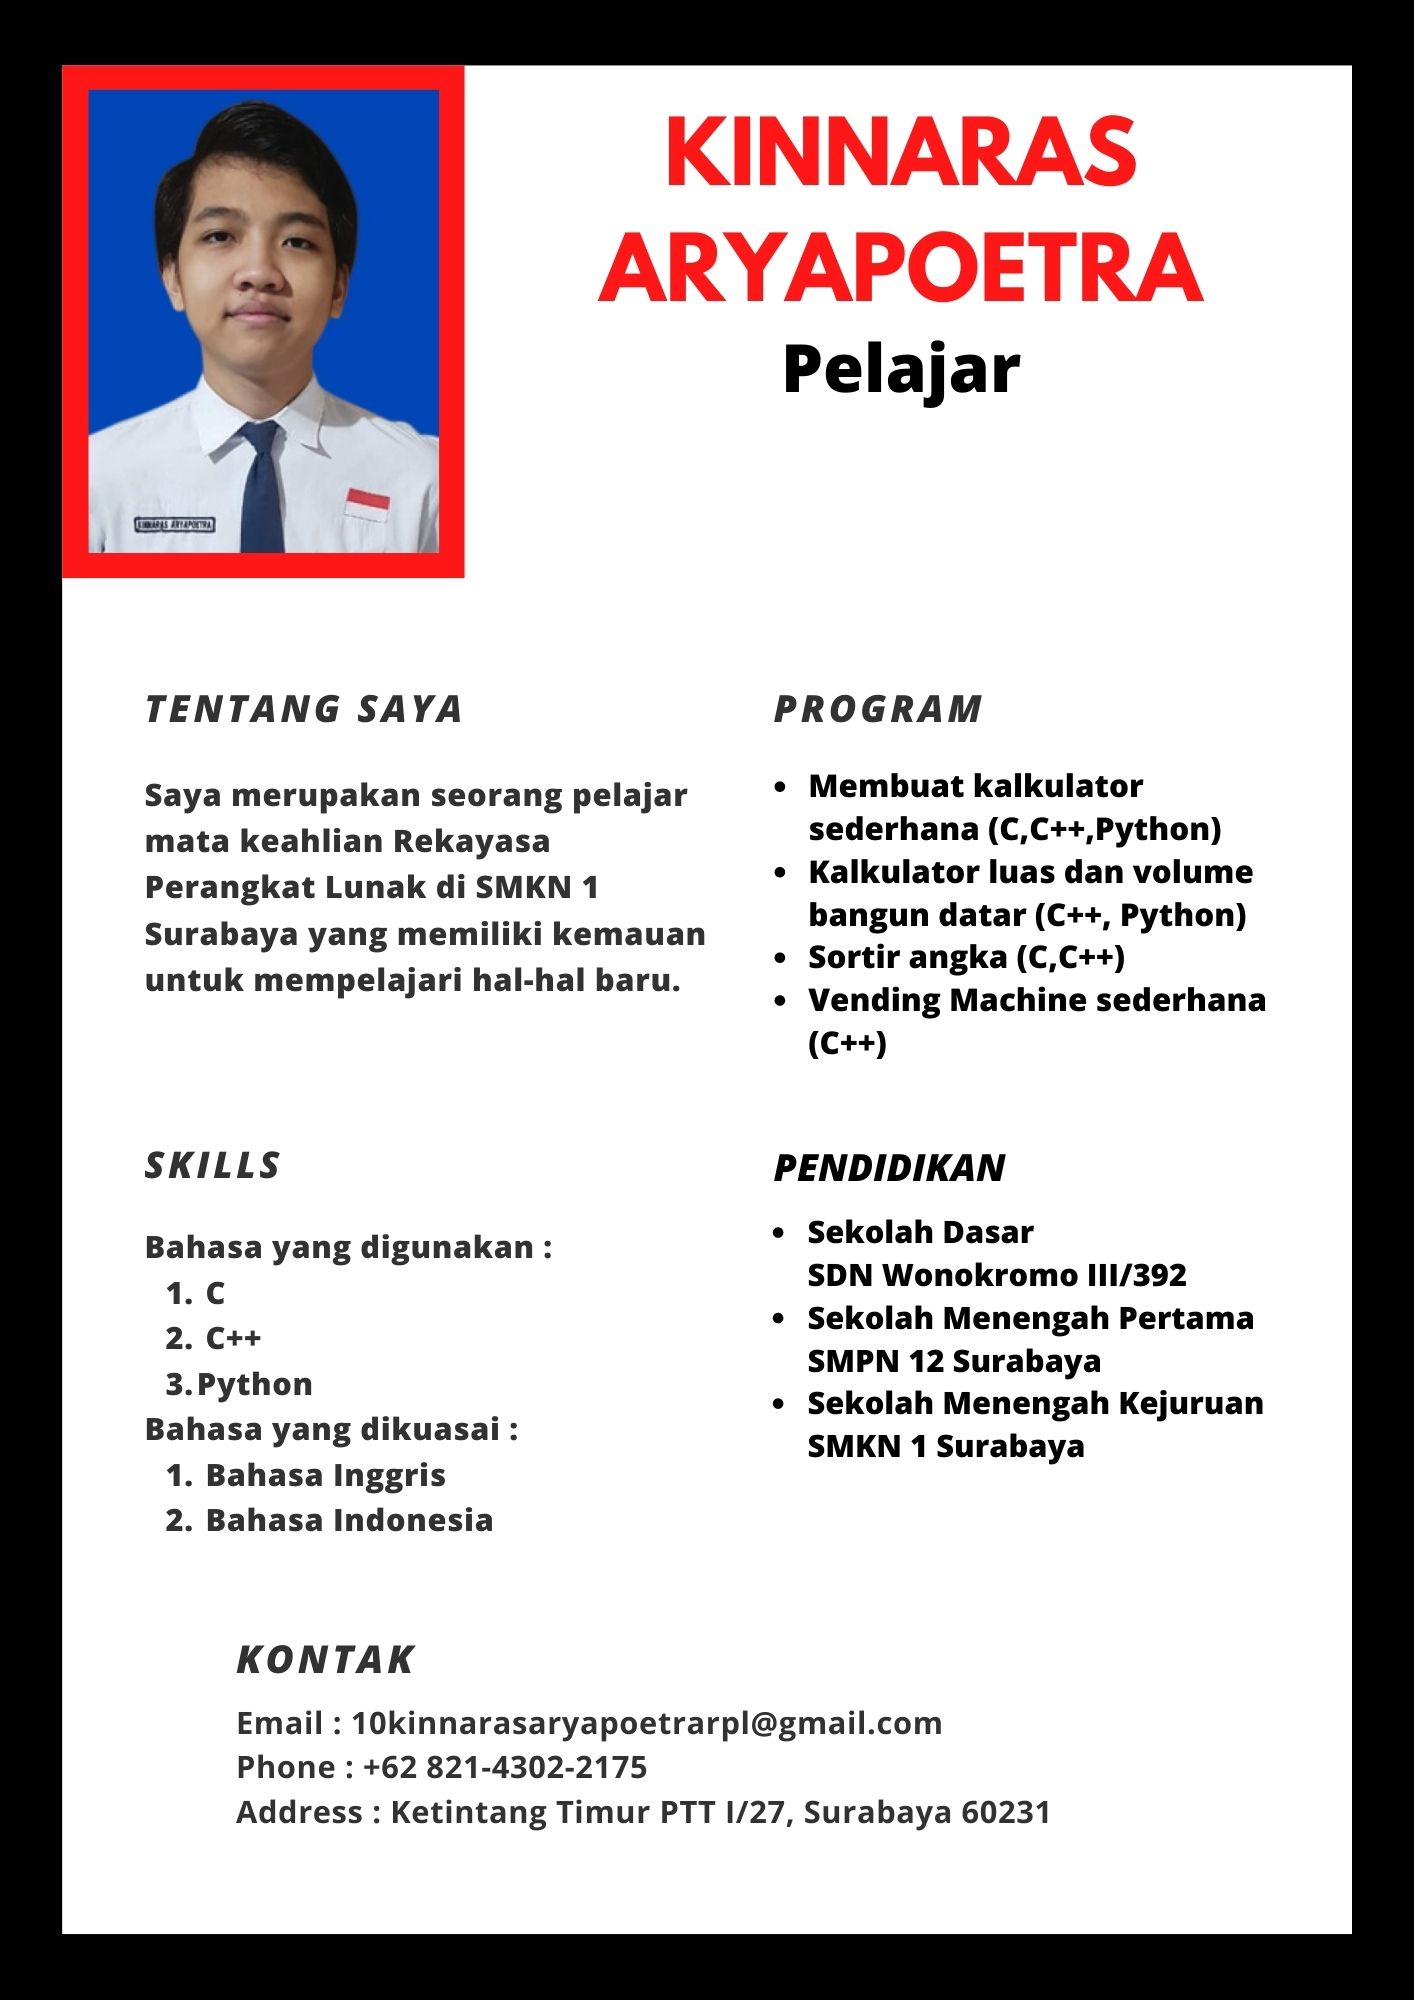 KINNARAS
ARYAPOETRA
Pelajar
KINNARAS ARYAPOETRA
TENTANG SAYA
Saya merupakan seorang pelajar
mata keahlian Rekayasa
Perangkat Lunak di SMKN 1
Surabaya yang memiliki kemauan
untuk mempelajari hal-hal baru.
PROGRAM
• Membuat kalkulator
sederhana (C,C++,Python)
• Kalkulator luas dan volume
bangun datar (C++, Python)
• Sortir angka (C,C++)
• Vending Machine sederhana
(C++)
SKILLS
Bahasa yang digunakan :
1. C
2. C++
3. Python
Bahasa yang dikuasai :
1. Bahasa Inggris
2. Bahasa Indonesia
PENDIDIKAN
• Sekolah Dasar
SDN Wonokromo III/392
• Sekolah Menengah Pertama
SMPN 12 Surabaya
• Sekolah Menengah Kejuruan
SMKN 1 Surabaya
KONTAK
Email : 10kinnarasaryapoetrarpl@gmail.com
Phone : +62 821-4302-2175
Address : Ketintang Timur PTT I/27, Surabaya 60231